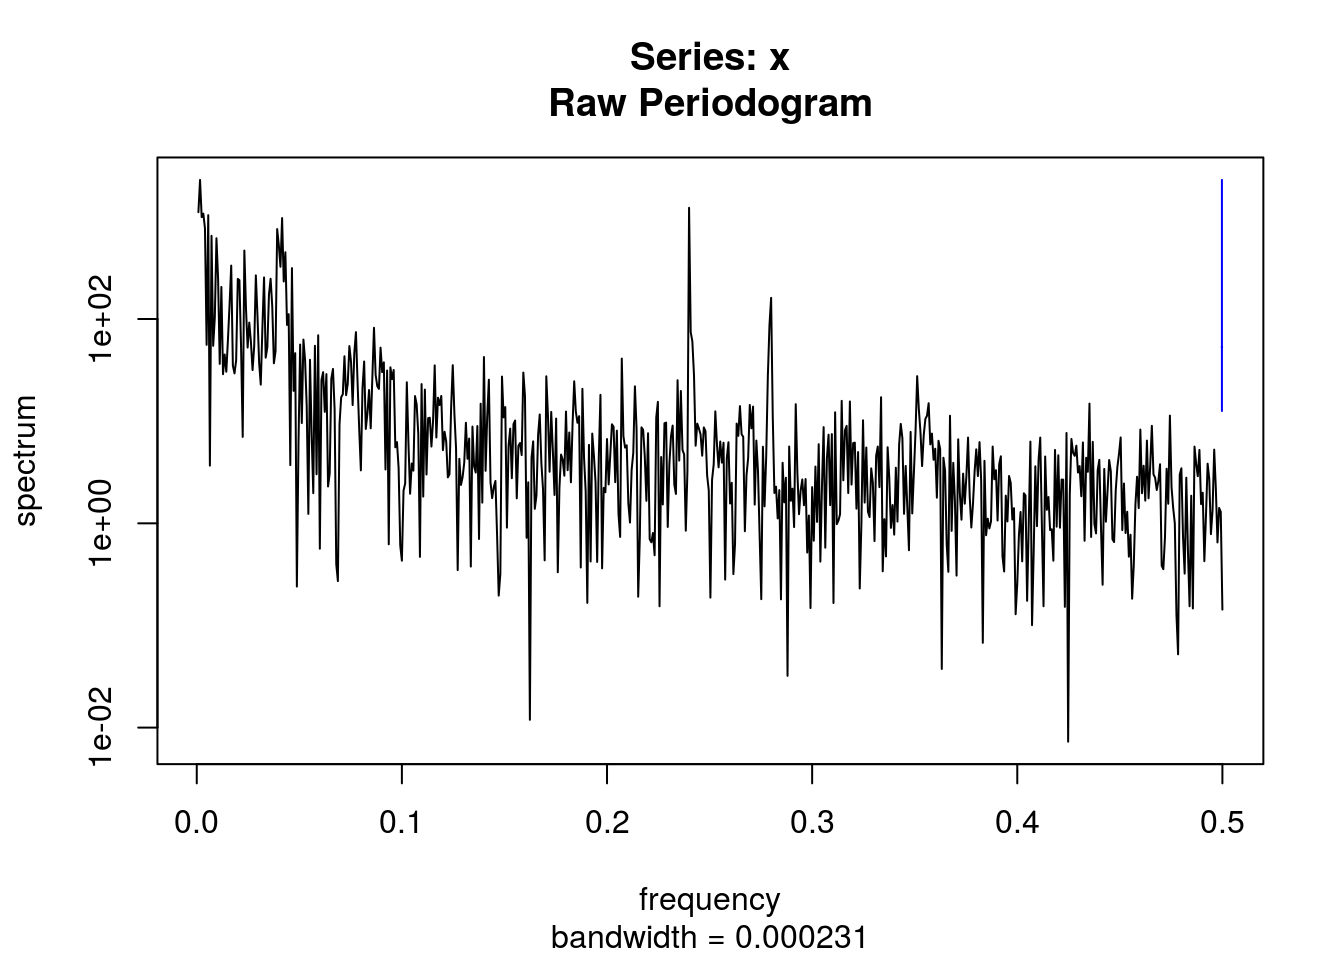 Series: x
Raw Periodogram
spectrum
1e+02
1e+00
1e-02
0.0 0.1 0.2 0.3 0.4 0.5
frequency
bandwidth = 0.000231